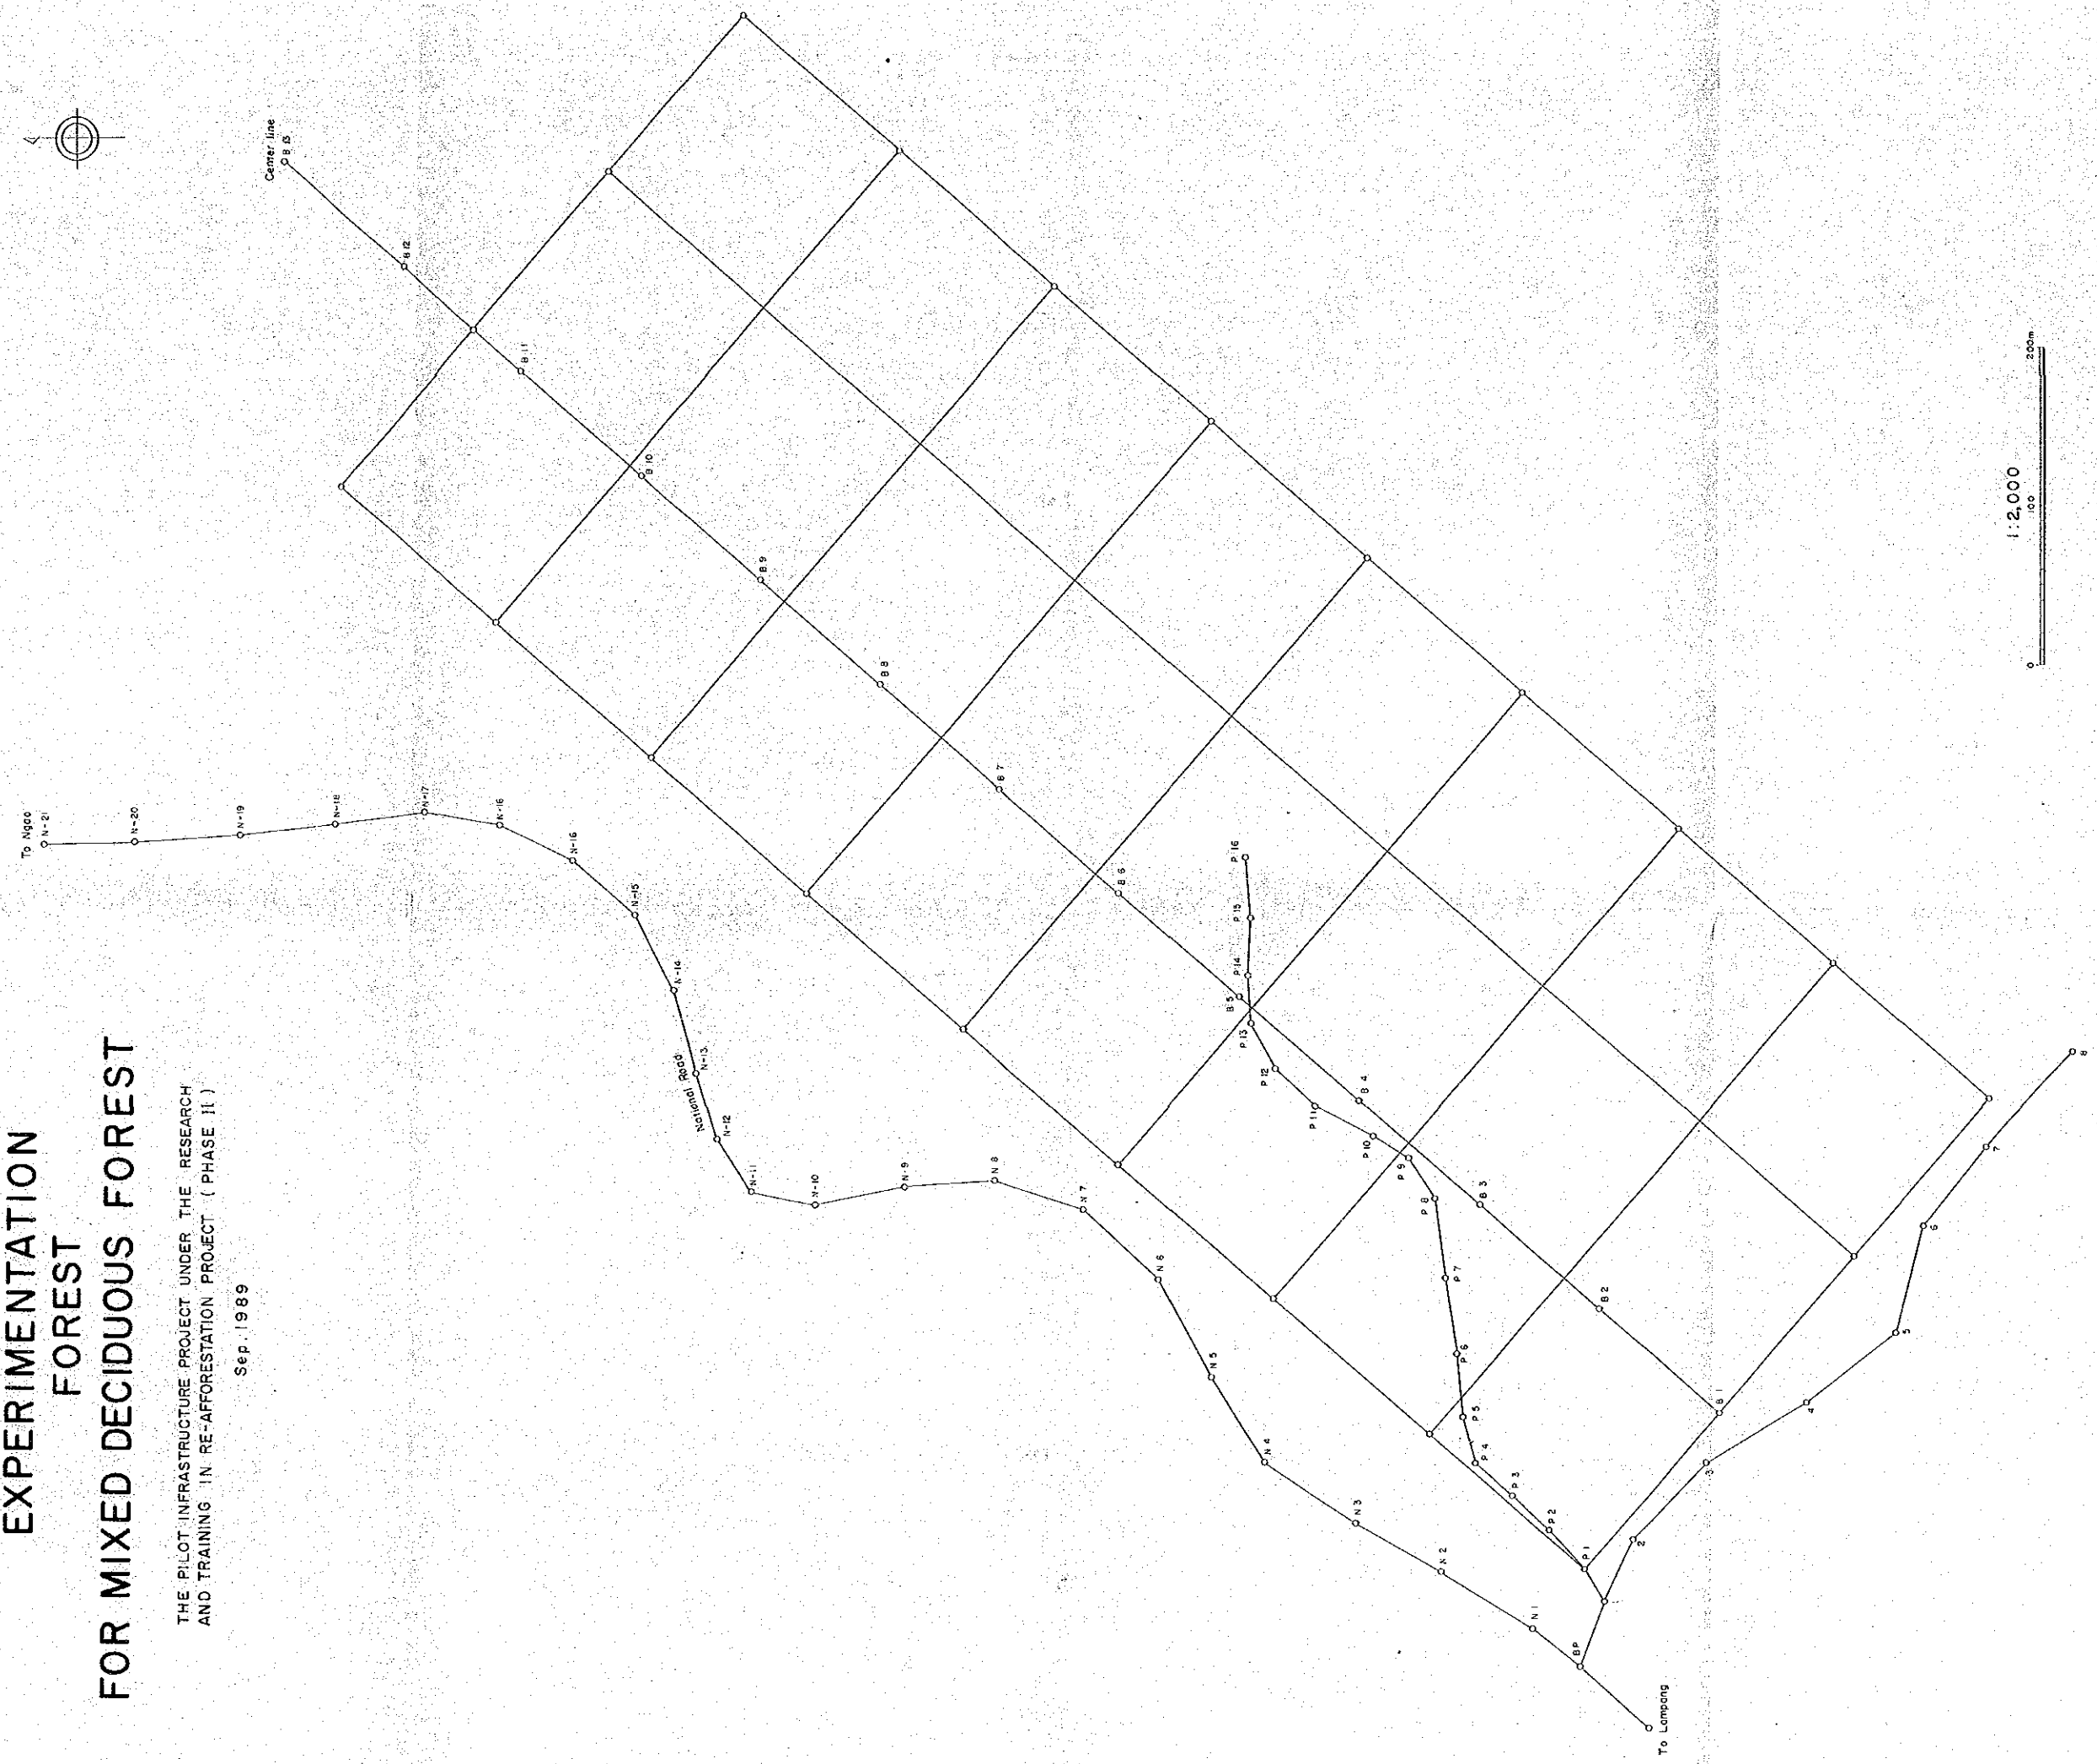 EXPERIMENTATION
FOREST
FOR MIXED DECIDUOUS FOREST
THE PILOT INFRASTRUCTURE PROJECT UNDER THE RESEARCH
AND TRAINING IN RE-AFFORESTATION PROJECT ( PHASE II )
Sep. 1989
To Ngao
N-21
N-20
N-19
N-18
N-17
N-16
N-16
N-15
N-14
N-13
National Road
N-12
N-11
N-10
N-9
N 8
N 7
N 6
N 5
N 4
N 3
N 2
N 1
BP
To Lampang
Center line
B 13
B 12
B 11
B 10
B 9
B 8
B 7
B 6
B 5
B 4
B 3
B 2
B 1
P 16
P 15
P 14
P 13
P 12
P 11
P 10
P 9
P 8
P 7
P 6
P 5
P 4
P 3
P 2
P 1
2
3
4
5
6
7
8
1:2,000
0 100 200m